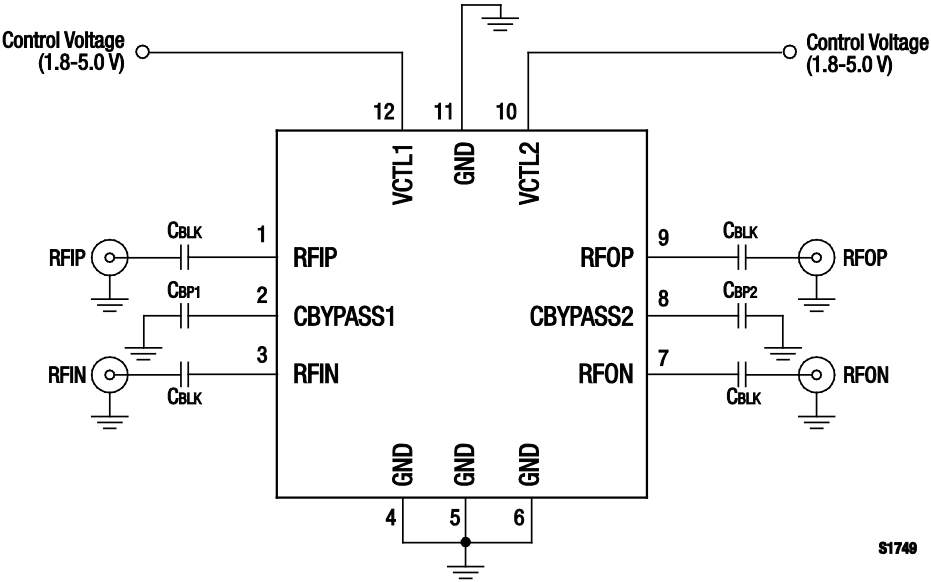 Control Voltage
(1.8-5.0 V)
Control Voltage
(1.8-5.0 V)
12
11
10
VCTL1
GND
VCTL2
RFIP
CBLK
1
RFIP
RFOP
9
CBLK
RFOP
CBP1
2
CBYPASS1
CBYPASS2
8
CBP2
RFIN
CBLK
3
RFIN
RFON
7
CBLK
RFON
GND
GND
GND
4
5
6
S1749